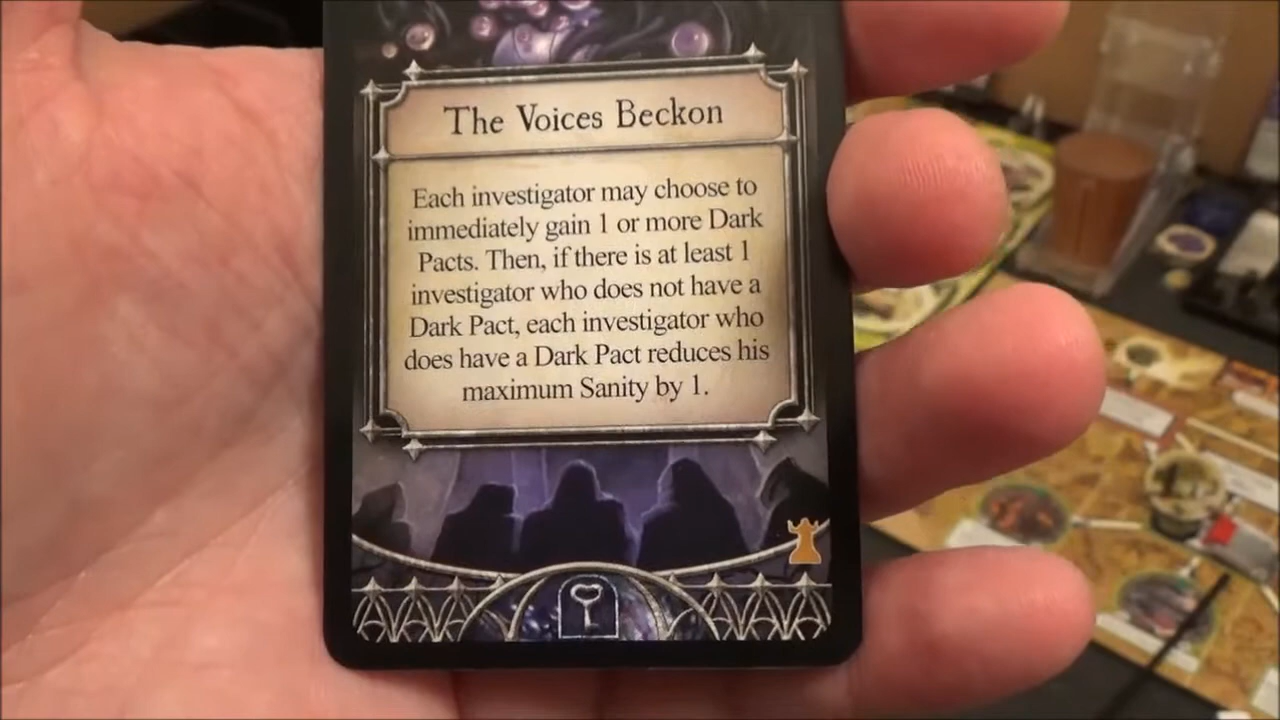 The Voices Beckon
Each investigator may choose to
immediately gain 1 or more Dark
Pacts. Then, if there is at least 1
investigator who does not have a
Dark Pact, each investigator who
does have a Dark Pact reduces his
maximum Sanity by 1.